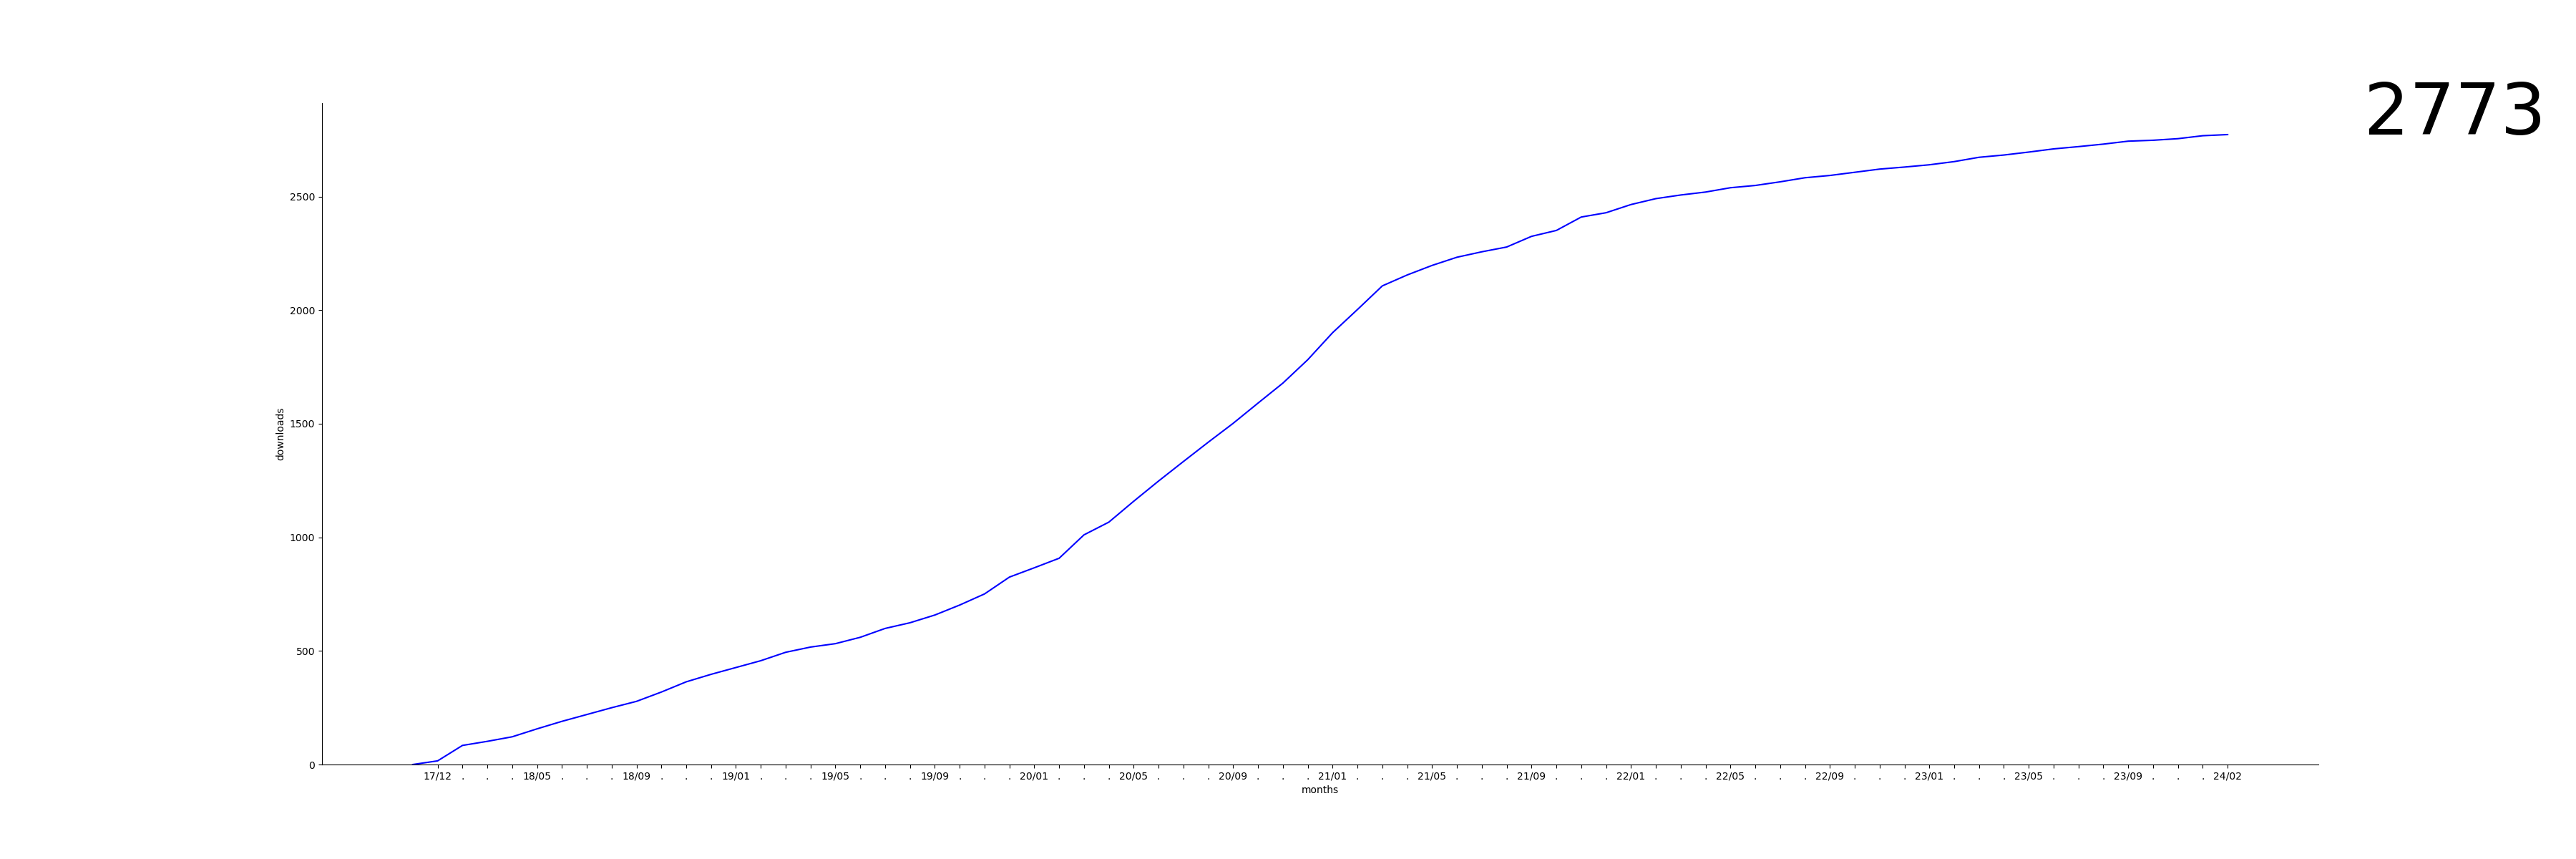 2773
2500
2000
1500
1000
500
0
downloads
17/12 . . . 18/05 . . . 18/09 . . . 19/01 . . . 19/05 . . . 19/09 . . . 20/01 . . . 20/05 . . . 20/09 . . . 21/01 . . . 21/05 . . . 21/09 . . . 22/01 . . . 22/05 . . . 22/09 . . . 23/01 . . . 23/05 . . . 23/09 . . . 24/02
months